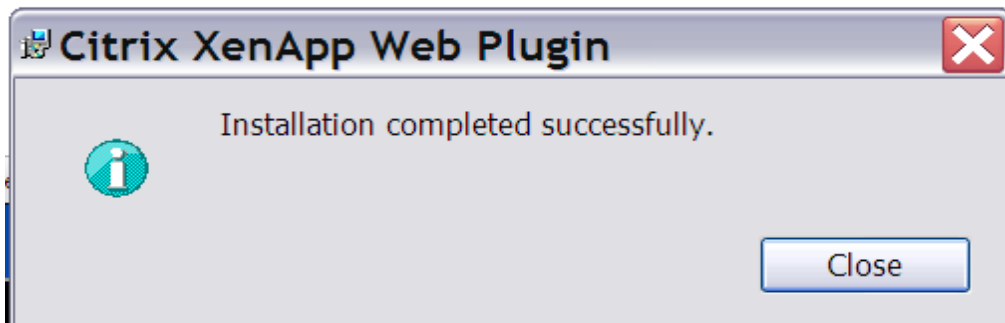 Citrix XenApp Web Plugin
Installation completed successfully.
Close